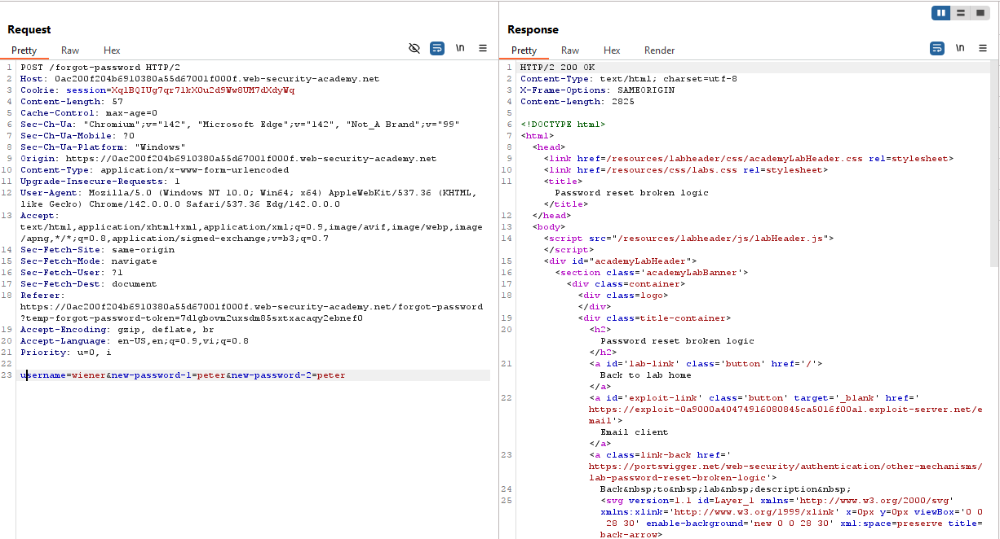 Request
Pretty Raw Hex
\n
1 POST /forgot-password HTTP/2
2 Host: 0ac200f204b6910380a55d67001f000f.web-security-academy.net
3 Cookie: session=XqlBQIUg7qr7lkXOu2d9Ww8UM7dXdyWq
4 Content-Length: 57
5 Cache-Control: max-age=0
6 Sec-Ch-Ua: "Chromium";v="142", "Microsoft Edge";v="142", "Not_A Brand";v="99"
7 Sec-Ch-Ua-Mobile: ?0
8 Sec-Ch-Ua-Platform: "Windows"
9 Origin: https://0ac200f204b6910380a55d67001f000f.web-security-academy.net
10 Content-Type: application/x-www-form-urlencoded
11 Upgrade-Insecure-Requests: 1
12 User-Agent: Mozilla/5.0 (Windows NT 10.0; Win64; x64) AppleWebKit/537.36 (KHTML,
like Gecko) Chrome/142.0.0.0 Safari/537.36 Edg/142.0.0.0
13 Accept:
text/html,application/xhtml+xml,application/xml;q=0.9,image/avif,image/webp,image
/apng,*/*;q=0.8,application/signed-exchange;v=b3;q=0.7
14 Sec-Fetch-Site: same-origin
15 Sec-Fetch-Mode: navigate
16 Sec-Fetch-User: ?1
17 Sec-Fetch-Dest: document
18 Referer:
https://0ac200f204b6910380a55d67001f000f.web-security-academy.net/forgot-password
?temp-forgot-password-token=7dlgbovm2uxsdm85sxtxacaqy2ebnef0
19 Accept-Encoding: gzip, deflate, br
20 Accept-Language: en-US,en;q=0.9,vi;q=0.8
21 Priority: u=0, i
22
23 username=wiener&new-password-1=peter&new-password-2=peter
Response
Pretty Raw Hex Render
\n
1 HTTP/2 200 OK
2 Content-Type: text/html; charset=utf-8
3 X-Frame-Options: SAMEORIGIN
4 Content-Length: 2825
5
6 <!DOCTYPE html>
7 <html>
8 <head>
9 <link href=/resources/labheader/css/academyLabHeader.css rel=stylesheet>
10 <link href=/resources/css/labs.css rel=stylesheet>
11 <title>
Password reset broken logic
</title>
12 </head>
13 <body>
14 <script src="/resources/labheader/js/labHeader.js">
</script>
15 <div id="academyLabHeader">
16 <section class='academyLabBanner'>
17 <div class=container>
18 <div class=logo>
</div>
19 <div class=title-container>
20 <h2>
Password reset broken logic
</h2>
21 <a id='lab-link' class='button' href='/'>
Back to lab home
</a>
22 <a id='exploit-link' class='button' target='_blank' href='
https://exploit-0a9000a40474916080845ca5016f00a1.exploit-server.net/e
mail'>
Email client
</a>
23 <a class=link-back href='
https://portswigger.net/web-security/authentication/other-mechanisms/
lab-password-reset-broken-logic'>
24 Back&nbsp;to&nbsp;lab&nbsp;description&nbsp;
25 <svg version=1.1 id=Layer_1 xmlns='http://www.w3.org/2000/svg'
xmlns:xlink='http://www.w3.org/1999/xlink' x=0px y=0px viewBox='0 0
28 30' enable-background='new 0 0 28 30' xml:space=preserve title=
back-arrow>